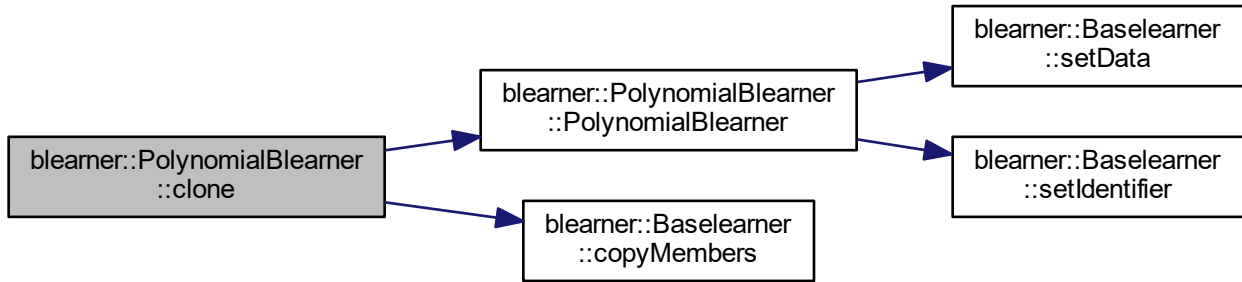 blearner::PolynomialBlearner
::clone
blearner::PolynomialBlearner
::PolynomialBlearner
blearner::Baselearner
::copyMembers
blearner::Baselearner
::setData
blearner::Baselearner
::setIdentifier